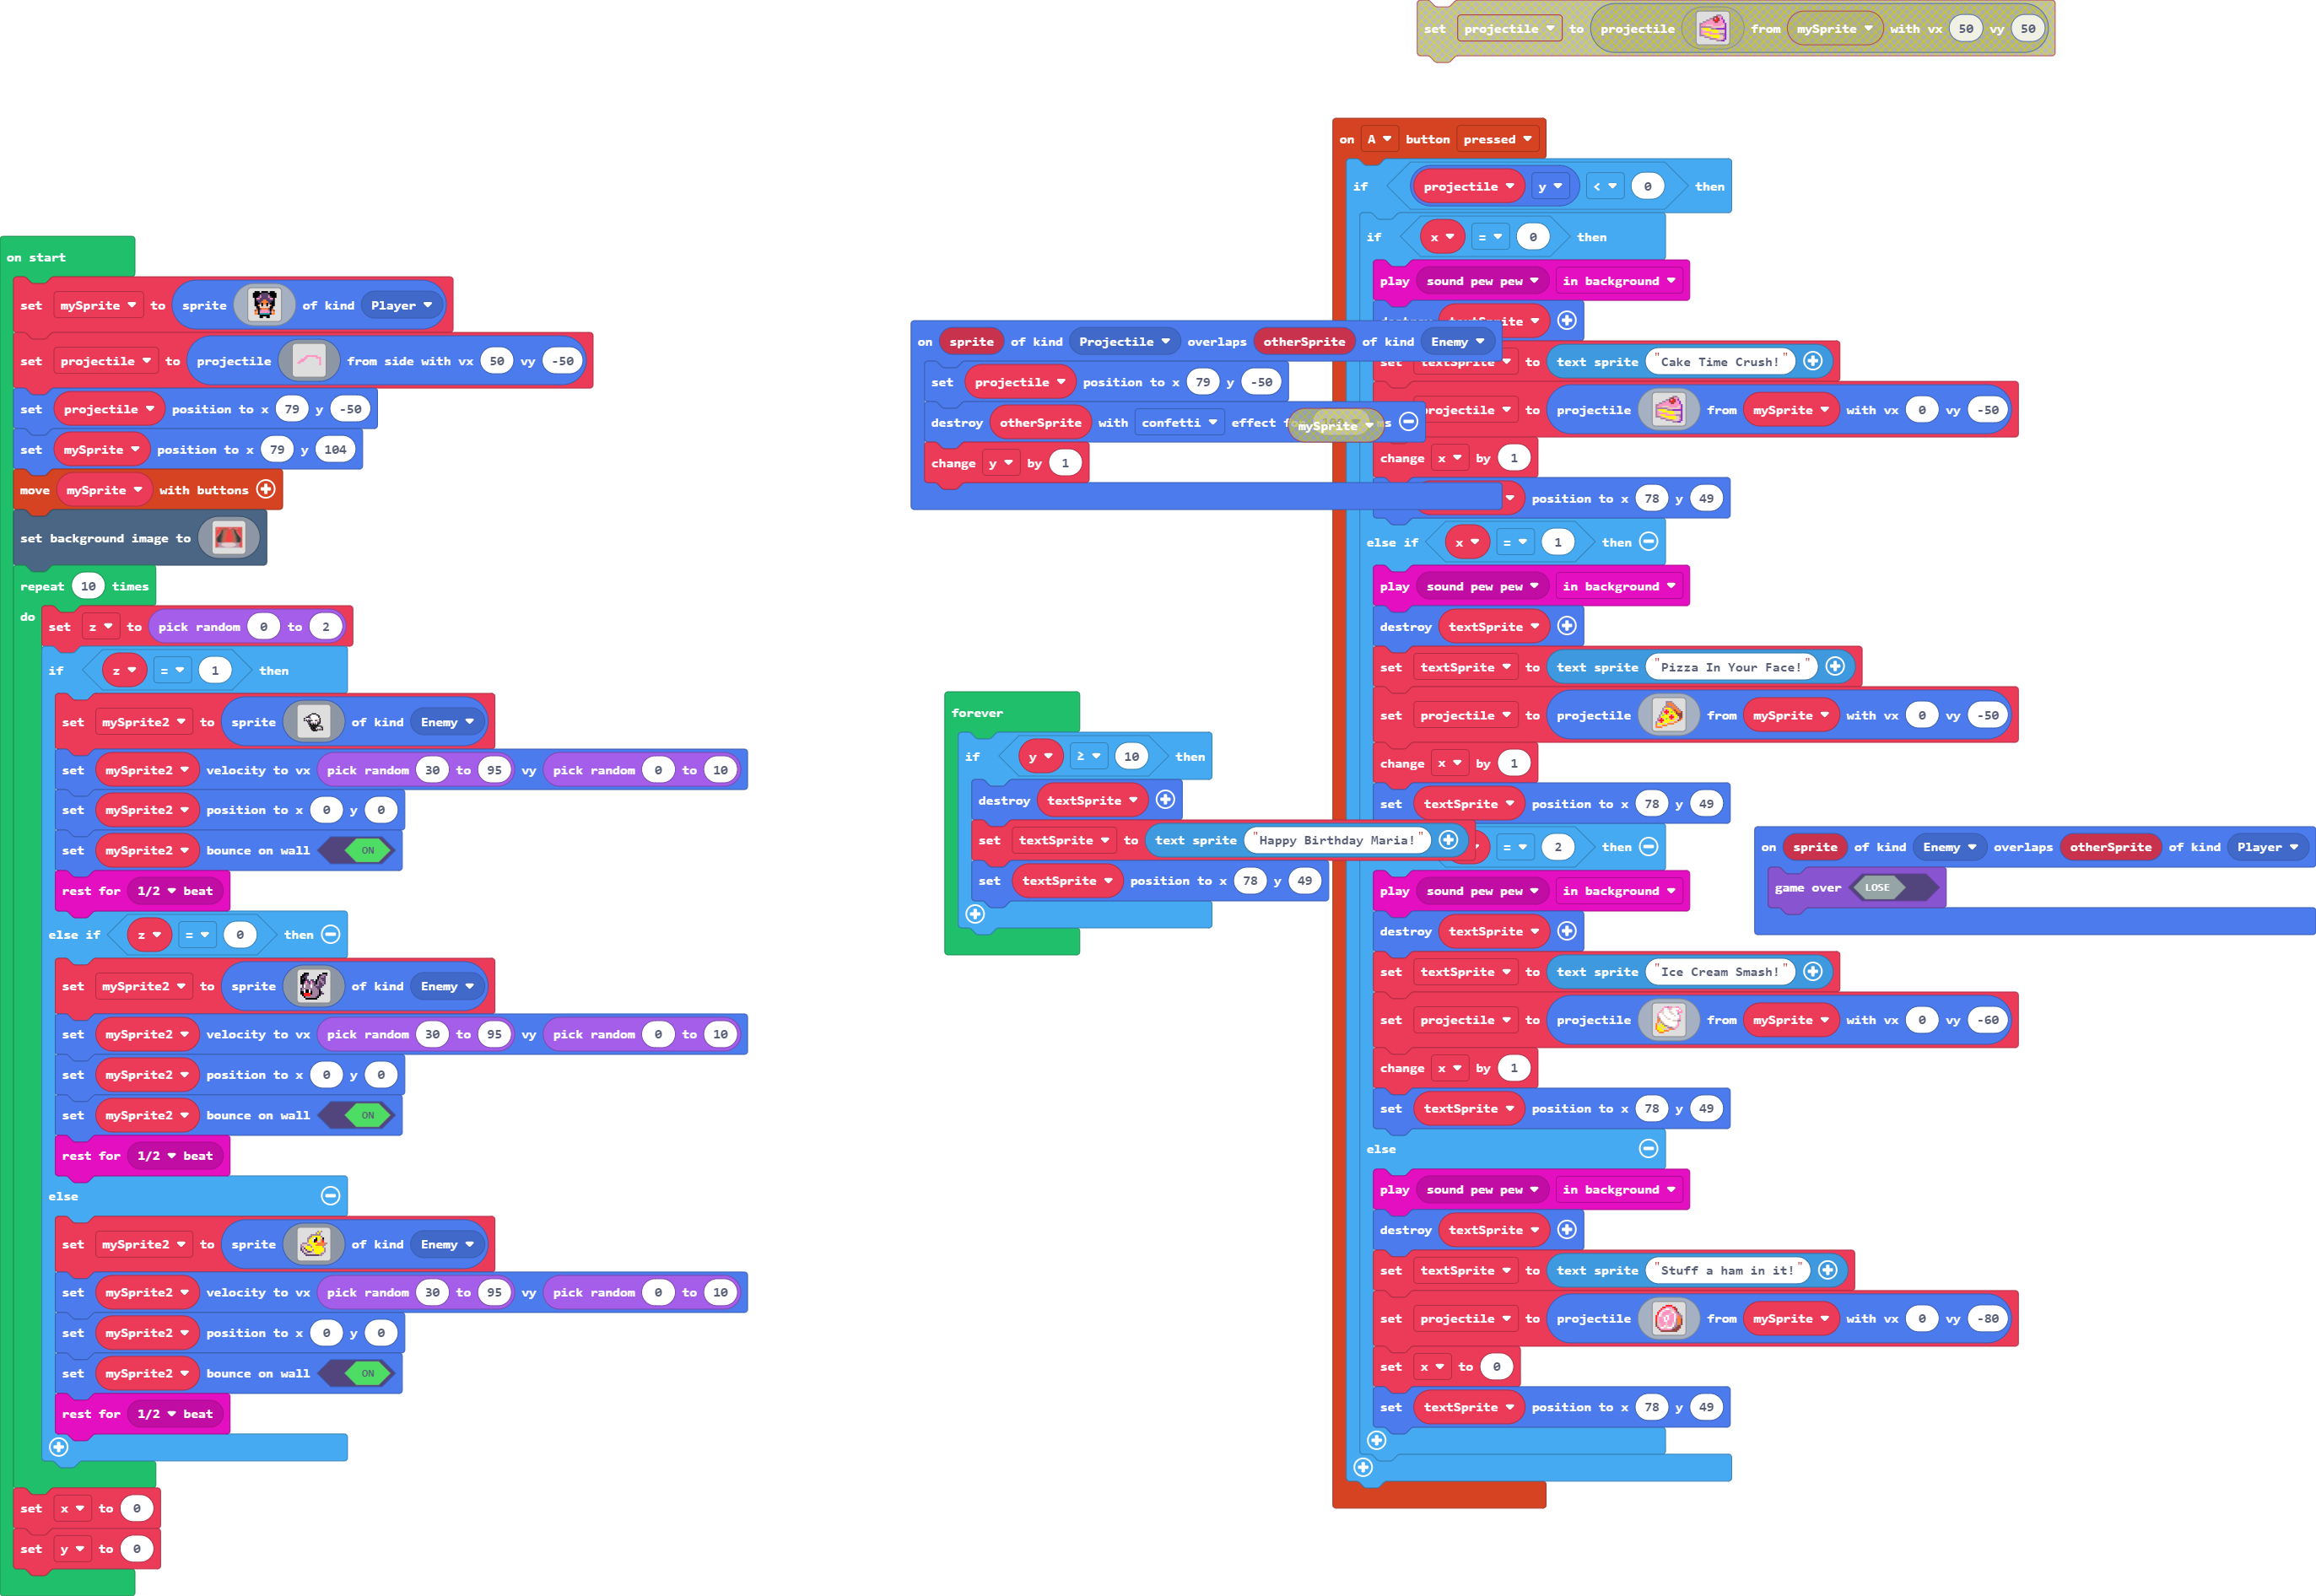 set projectile to projectile from mySprite with vx 50 vy 50
on start
set mySprite to sprite of kind Player
set projectile to projectile from side with vx 50 vy -50
set projectile position to x 79 y -50
set mySprite position to x 79 y 104
move mySprite with buttons
set background image to
repeat 10 times
do
set z to pick random 0 to 2
if z = 1 then
set mySprite2 to sprite of kind Enemy
set mySprite2 velocity to vx pick random 30 to 95 vy pick random 0 to 10
set mySprite2 position to x 0 y 0
set mySprite2 bounce on wall ON
rest for 1/2 beat
else if z = 0 then
set mySprite2 to sprite of kind Enemy
set mySprite2 velocity to vx pick random 30 to 95 vy pick random 0 to 10
set mySprite2 position to x 0 y 0
set mySprite2 bounce on wall ON
rest for 1/2 beat
else
set mySprite2 to sprite of kind Enemy
set mySprite2 velocity to vx pick random 30 to 95 vy pick random 0 to 10
set mySprite2 position to x 0 y 0
set mySprite2 bounce on wall ON
rest for 1/2 beat
set x to 0
set y to 0
on sprite of kind Projectile overlaps otherSprite of kind Enemy
set projectile position to x 79 y -50
destroy otherSprite with confetti effect ms
mySprite
change y by 1
forever
if y ≥ 10 then
destroy textSprite
set textSprite to text sprite "Happy Birthday Maria!"
set textSprite position to x 78 y 49
on A button pressed
if projectile y < 0 then
if x = 0 then
play sound pew pew in background
destroy textSprite
set textSprite to text sprite "Cake Time Crush!"
projectile to projectile from mySprite with vx 0 vy -50
change x by 1
position to x 78 y 49
else if x = 1 then
play sound pew pew in background
destroy textSprite
set textSprite to text sprite "Pizza In Your Face!"
set projectile to projectile from mySprite with vx 0 vy -50
change x by 1
set textSprite position to x 78 y 49
= 2 then
play sound pew pew in background
destroy textSprite
set textSprite to text sprite "Ice Cream Smash!"
set projectile to projectile from mySprite with vx 0 vy -60
change x by 1
set textSprite position to x 78 y 49
else
play sound pew pew in background
destroy textSprite
set textSprite to text sprite "Stuff a ham in it!"
set projectile to projectile from mySprite with vx 0 vy -80
set x to 0
set textSprite position to x 78 y 49
on sprite of kind Enemy overlaps otherSprite of kind Player
game over LOSE